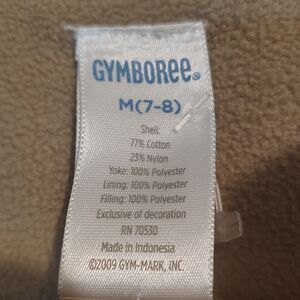 GYMBOREE®
M(7-8)
Shell:
77% Cotton
23% Nylon
Yoke: 100% Polyester
Lining: 100% Polyester
Filling: 100% Polyester
Exclusive of decoration
RN 70530
Made in Indonesia
©2009 GYM-MARK, INC.